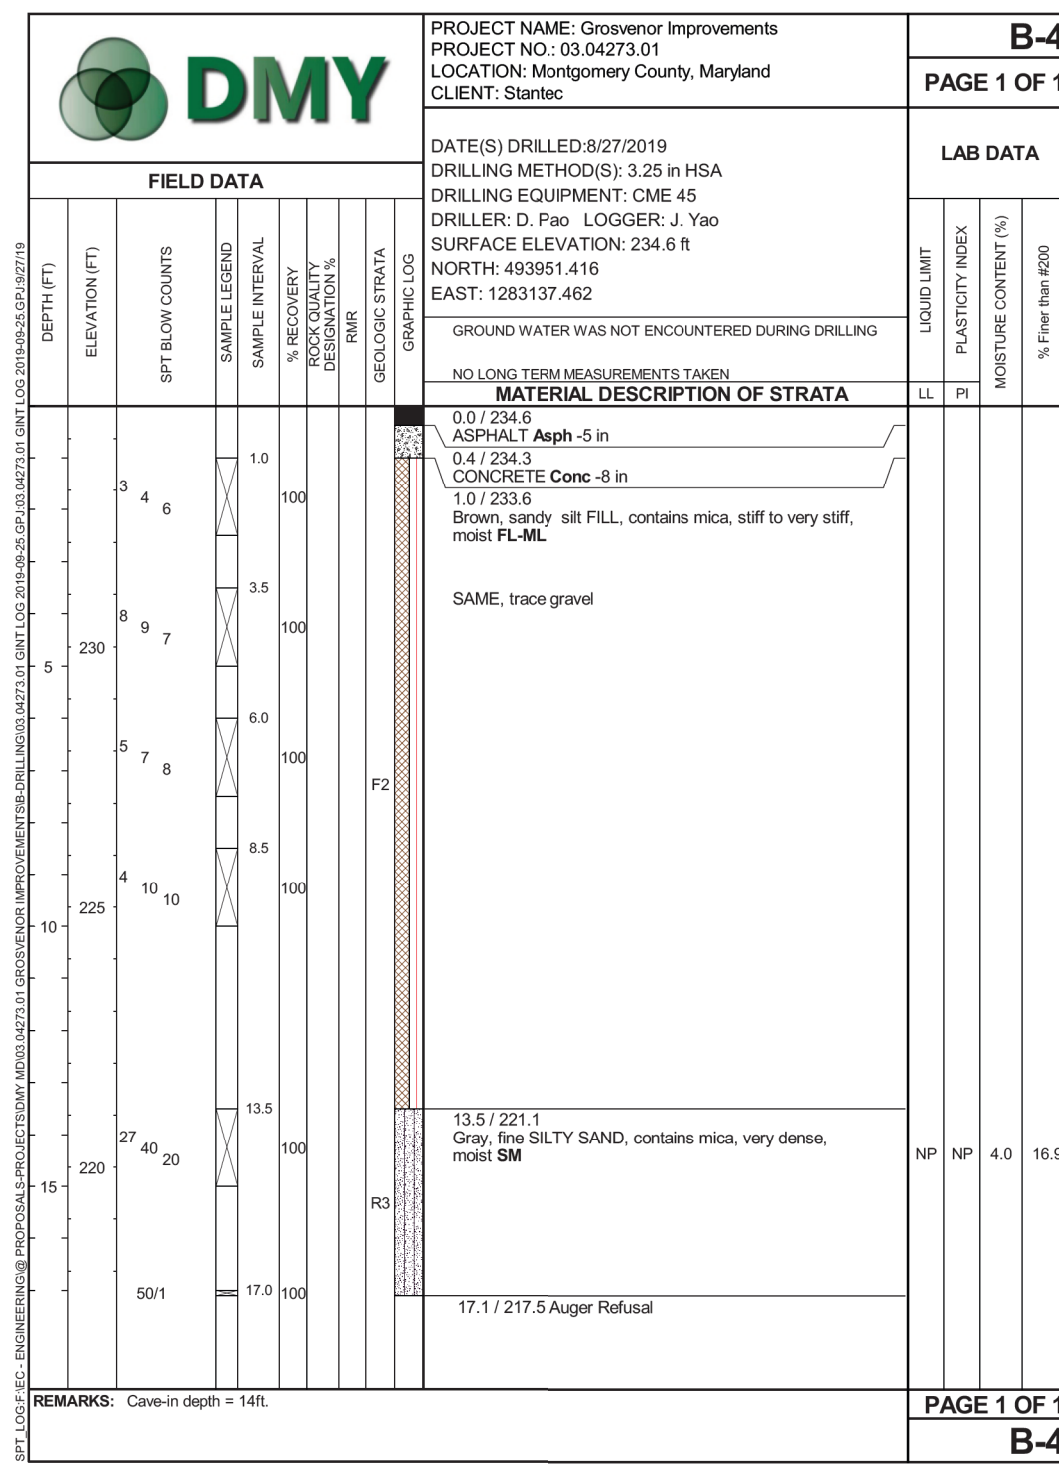 DMY
PROJECT NAME: Grosvenor Improvements
PROJECT NO.: 03.04273.01
LOCATION: Montgomery County, Maryland
CLIENT: Stantec
B-4
PAGE 1 OF 1
DATE(S) DRILLED:8/27/2019
DRILLING METHOD(S): 3.25 in HSA
DRILLING EQUIPMENT: CME 45
DRILLER: D. Pao LOGGER: J. Yao
SURFACE ELEVATION: 234.6 ft
NORTH: 493951.416
EAST: 1283137.462
GROUND WATER WAS NOT ENCOUNTERED DURING DRILLING
NO LONG TERM MEASUREMENTS TAKEN
MATERIAL DESCRIPTION OF STRATA
LAB DATA
FIELD DATA
DEPTH (FT)
ELEVATION (FT)
SPT BLOW COUNTS
SAMPLE LEGEND
SAMPLE INTERVAL
% RECOVERY
ROCK QUALITY
DESIGNATION %
RMR
GEOLOGIC STRATA
GRAPHIC LOG
LIQUID LIMIT
PLASTICITY INDEX
MOISTURE CONTENT (%)
% Finer than #200
LL PI
0.0 / 234.6
ASPHALT Asph -5 in
0.4 / 234.3
CONCRETE Conc -8 in
1.0
3 4 6
100
1.0 / 233.6
Brown, sandy silt FILL, contains mica, stiff to very stiff,
moist FL-ML
3.5
SAME, trace gravel
8 9 7
100
230
5
6.0
5 7 8
100
F2
8.5
4 10 10
100
225
10
13.5
13.5 / 221.1
Gray, fine SILTY SAND, contains mica, very dense,
moist SM
27 40 20
100
NP NP 4.0 16.9
220
15
R3
50/1
17.0
100
17.1 / 217.5 Auger Refusal
REMARKS: Cave-in depth = 14ft.
PAGE 1 OF 1
B-4
SPT_LOG:F:\EC - ENGINEERING\@ PROPOSALS-PROJECTS\DMY MD\03.04273.01 GROSVENOR IMPROVEMENTS\B-DRILLING\03.04273.01 GINT LOG 2019-09-25.GPJ:03.04273.01 GINT LOG 2019-09-25.GPJ:9/27/19